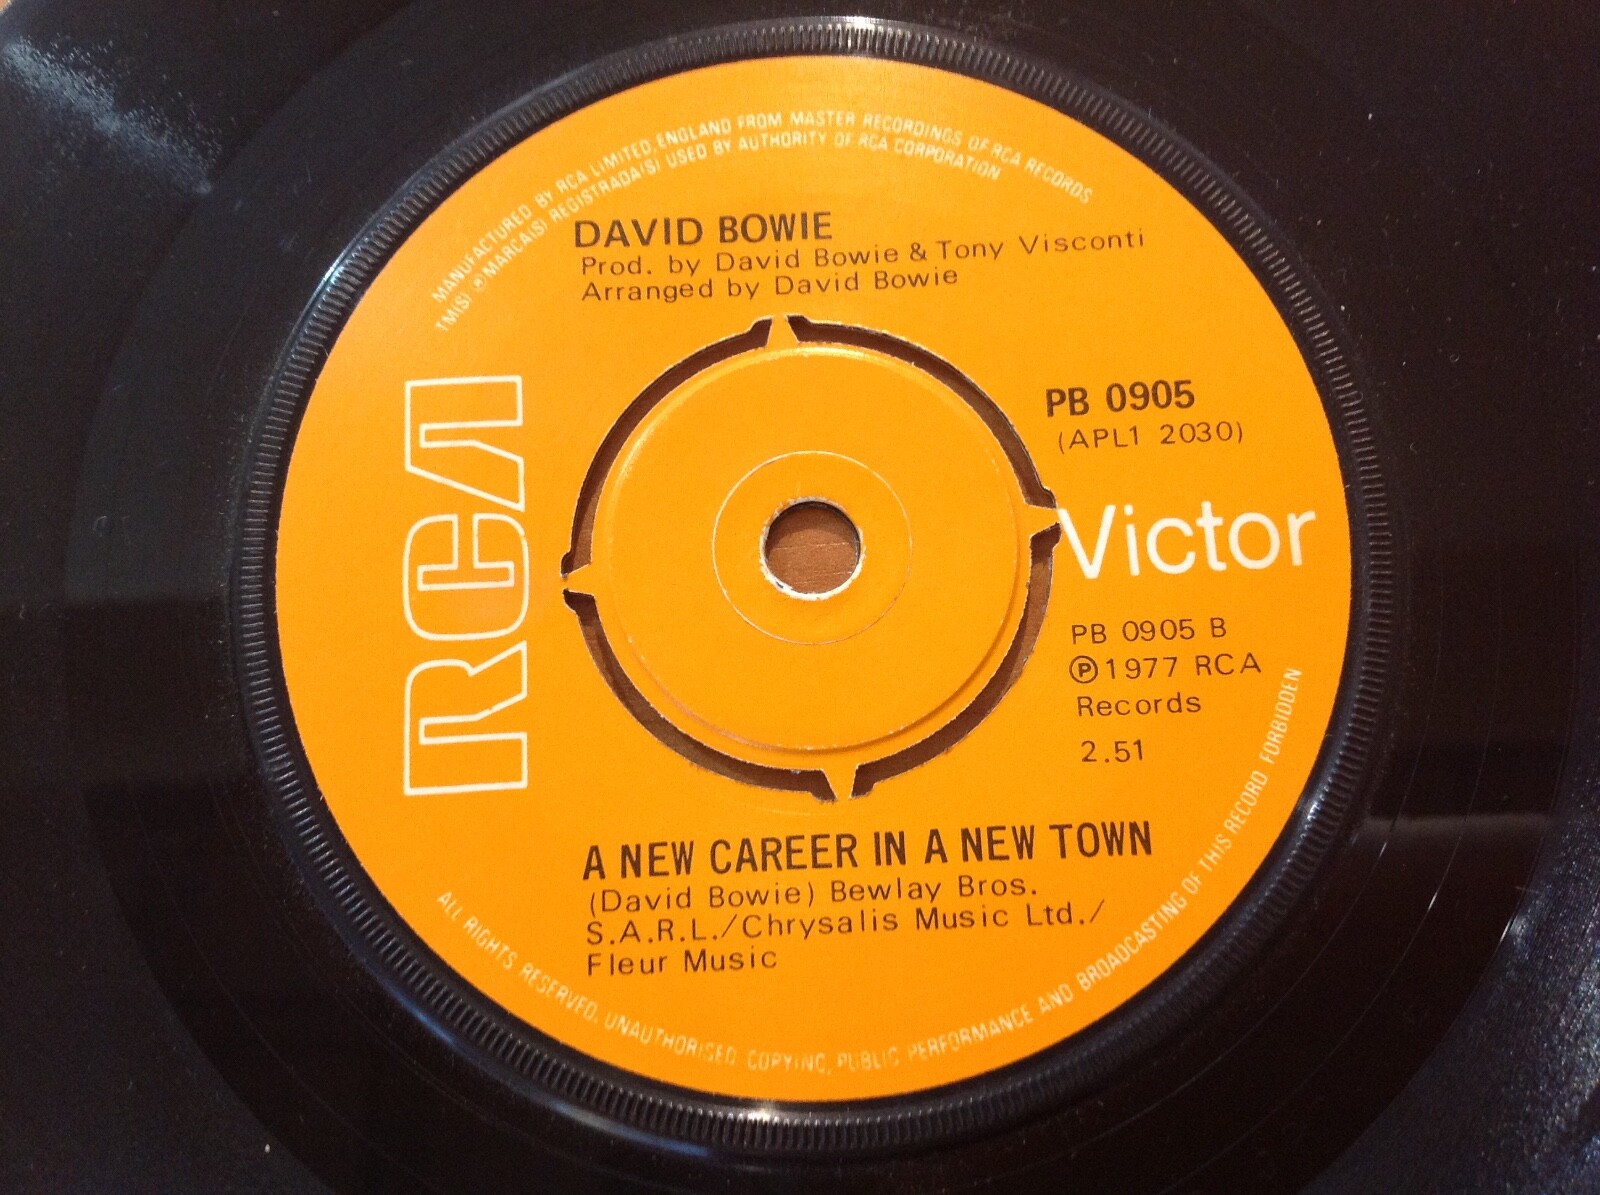 MANUFACTURED BY RCA LIMITED, ENGLAND FROM MASTER RECORDINGS OF RCA RECORDS
TM(S) ® MARCA(S) REGISTRADA(S) USED BY AUTHORITY OF RCA CORPORATION
DAVID BOWIE
Prod. by David Bowie & Tony Visconti
Arranged by David Bowie
RCA
PB 0905
(APL1 2030)
Victor
PB 0905 B
℗ 1977 RCA
Records
2.51
A NEW CAREER IN A NEW TOWN
(David Bowie) Bewlay Bros.
S.A.R.L./Chrysalis Music Ltd./
Fleur Music
ALL RIGHTS RESERVED. UNAUTHORISED COPYING, PUBLIC PERFORMANCE AND BROADCASTING OF THIS RECORD FORBIDDEN